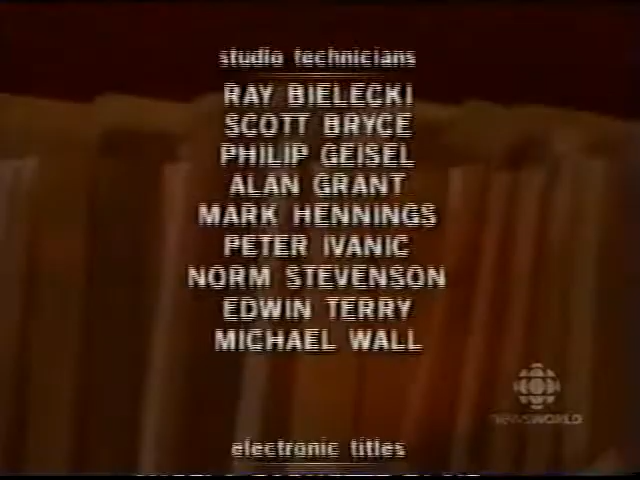 studio technicians
RAY BIELECKI
SCOTT BRYCE
PHILIP GEISEL
ALAN GRANT
MARK HENNINGS
PETER IVANIC
NORM STEVENSON
EDWIN TERRY
MICHAEL WALL
NEWSWORLD
electronic titles